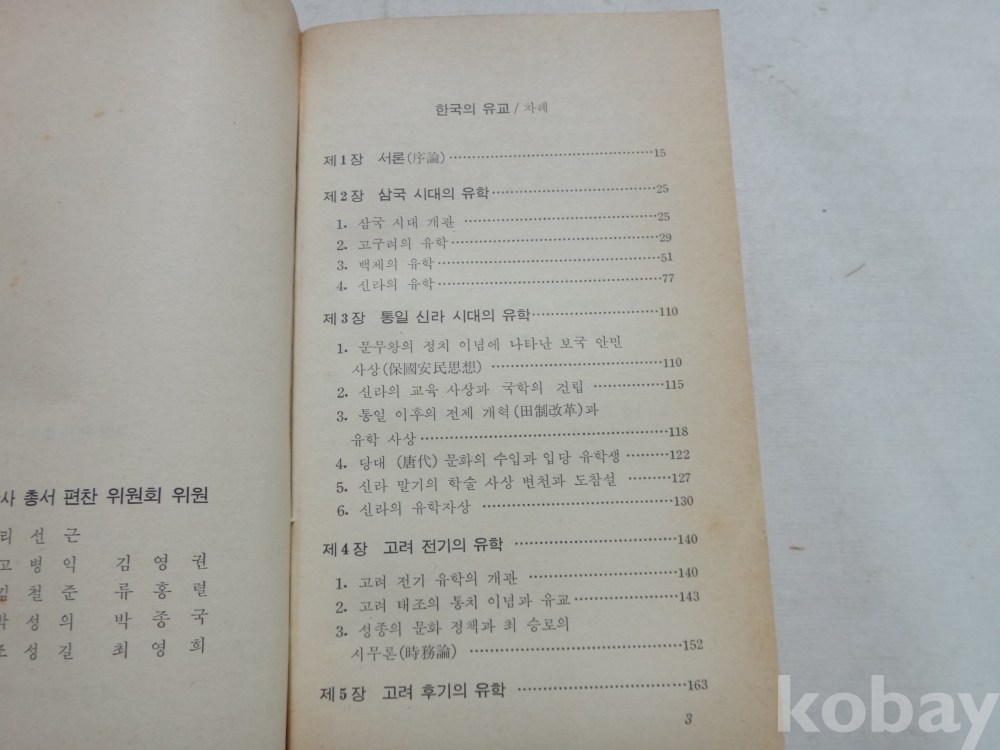 총서 편찬 위원회 위원
선 근
고 병 익 김 영 권
김 철 준 류 홍 렬
박 성 의 박 종 국
조 성 길 최 영 희
한국의 유교 / 차례
제1장 서론(序論) 15
제2장 삼국 시대의 유학 25
1. 삼국 시대 개관 25
2. 고구려의 유학 29
3. 백제의 유학 51
4. 신라의 유학 77
제3장 통일 신라 시대의 유학 110
1. 문무왕의 정치 이념에 나타난 보국 안민
사상(保國安民思想) 110
2. 신라의 교육 사상과 국학의 건립 115
3. 통일 이후의 전제 개혁(田制改革)과
유학 사상 118
4. 당대 (唐代) 문화의 수입과 입당 유학생 122
5. 신라 말기의 학술 사상 변천과 도참설 127
6. 신라의 유학자상 130
제4장 고려 전기의 유학 140
1. 고려 전기 유학의 개관 140
2. 고려 태조의 통치 이념과 유교 143
3. 성종의 문화 정책과 최 승로의
시무론(時務論) 152
제5장 고려 후기의 유학 163
3
kobay